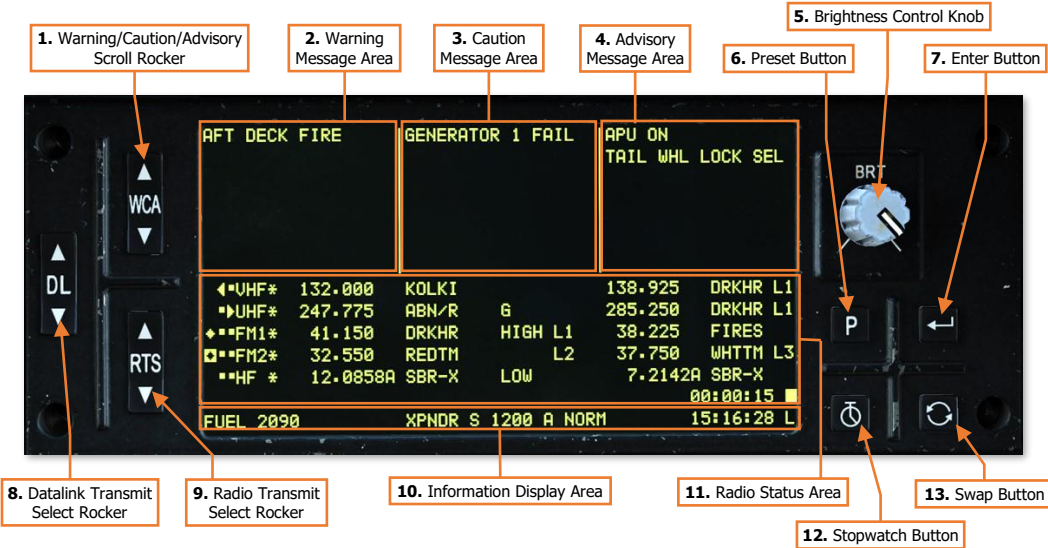 5. Brightness Control Knob
1. Warning/Caution/Advisory
Scroll Rocker
2. Warning
Message Area
3. Caution
Message Area
4. Advisory
Message Area
6. Preset Button
7. Enter Button
AFT DECK FIRE
GENERATOR 1 FAIL
APU ON
TAIL WHL LOCK SEL
BRT
WCA
DL
RTS
P
VHF* 132.000 KOLKI 138.925 DRKHR L1
UHF* 247.775 ABN/R G 285.250 DRKHR L1
FM1* 41.150 DRKHR HIGH L1 38.225 FIRES
FM2* 32.550 REDTM L2 37.750 WHTTM L3
HF * 12.0858A SBR-X LOW 7.2142A SBR-X
00:00:15
FUEL 2090 XPNDR S 1200 A NORM 15:16:28 L
8. Datalink Transmit
Select Rocker
9. Radio Transmit
Select Rocker
10. Information Display Area
11. Radio Status Area
13. Swap Button
12. Stopwatch Button